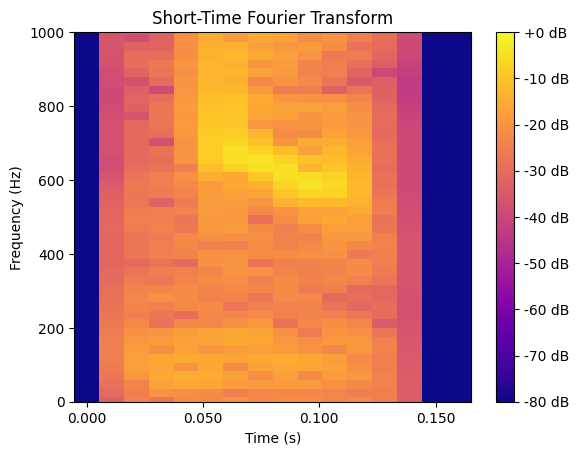 Short-Time Fourier Transform
1000
800
600
400
200
0
Frequency (Hz)
0.000
0.050
0.100
0.150
Time (s)
+0 dB
-10 dB
-20 dB
-30 dB
-40 dB
-50 dB
-60 dB
-70 dB
-80 dB